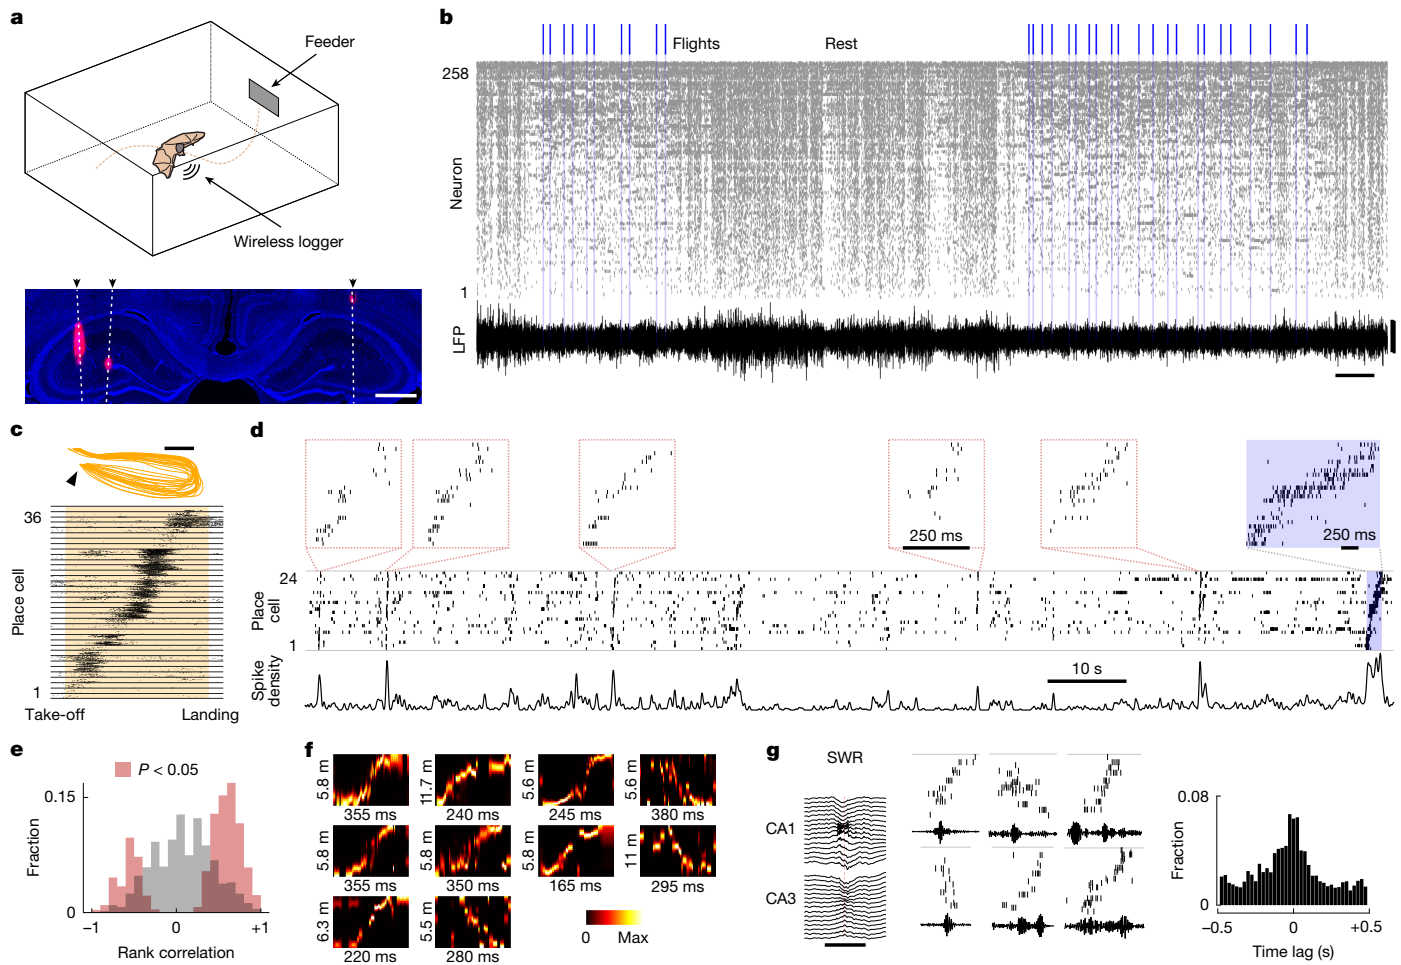 a
Feeder
Wireless logger
b
Flights
Rest
258
Neuron
1
LFP
c
36
Place cell
1
Take-off
Landing
d
250 ms
250 ms
24
Place cell
1
Spike density
10 s
e
P < 0.05
0.15
Fraction
0
−1
0
+1
Rank correlation
f
5.8 m
355 ms
11.7 m
240 ms
5.6 m
245 ms
5.6 m
380 ms
5.8 m
355 ms
5.8 m
350 ms
5.8 m
165 ms
11 m
295 ms
6.3 m
220 ms
5.5 m
280 ms
0
Max
g
SWR
CA1
CA3
0.08
Fraction
0
−0.5
0
+0.5
Time lag (s)